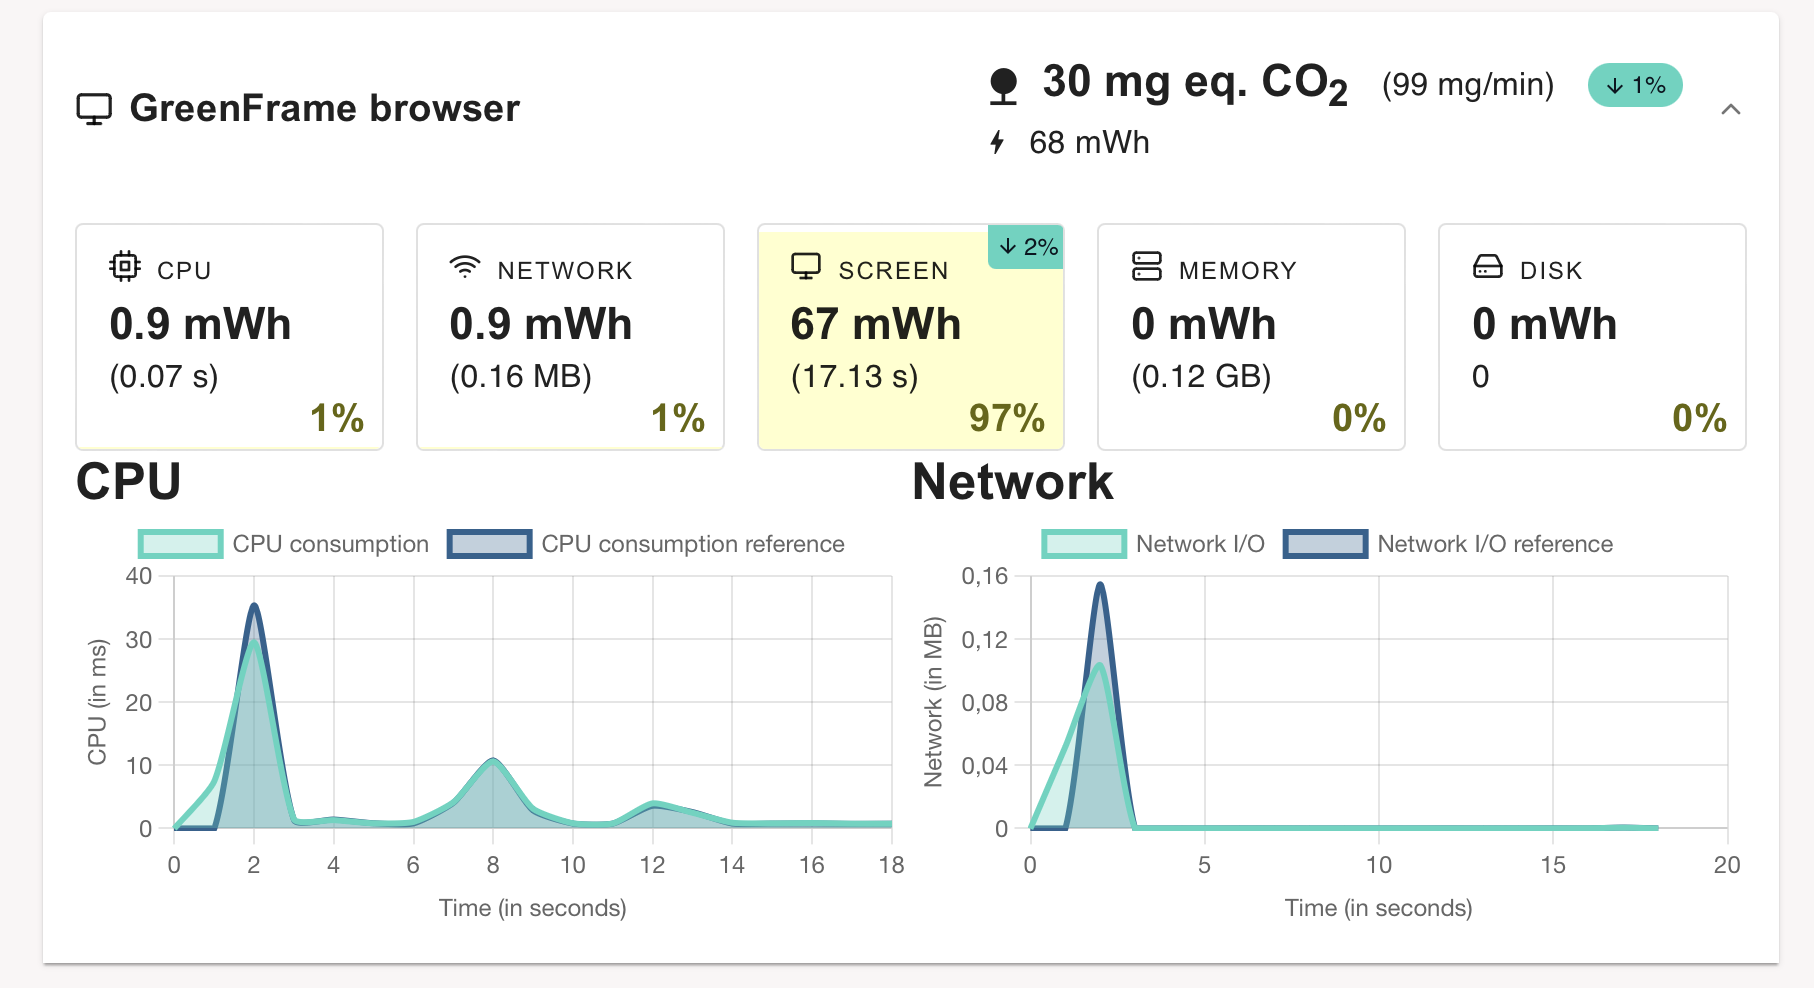 GreenFrame browser
30 mg eq. CO₂ (99 mg/min) ↓ 1%
68 mWh
CPU
0.9 mWh
(0.07 s)
1%
NETWORK
0.9 mWh
(0.16 MB)
1%
SCREEN
↓ 2%
67 mWh
(17.13 s)
97%
MEMORY
0 mWh
(0.12 GB)
0%
DISK
0 mWh
0
0%
CPU
CPU consumption CPU consumption reference
CPU (in ms)
40
30
20
10
0
0 2 4 6 8 10 12 14 16 18
Time (in seconds)
Network
Network I/O Network I/O reference
Network (in MB)
0,16
0,12
0,08
0,04
0
0 5 10 15 20
Time (in seconds)